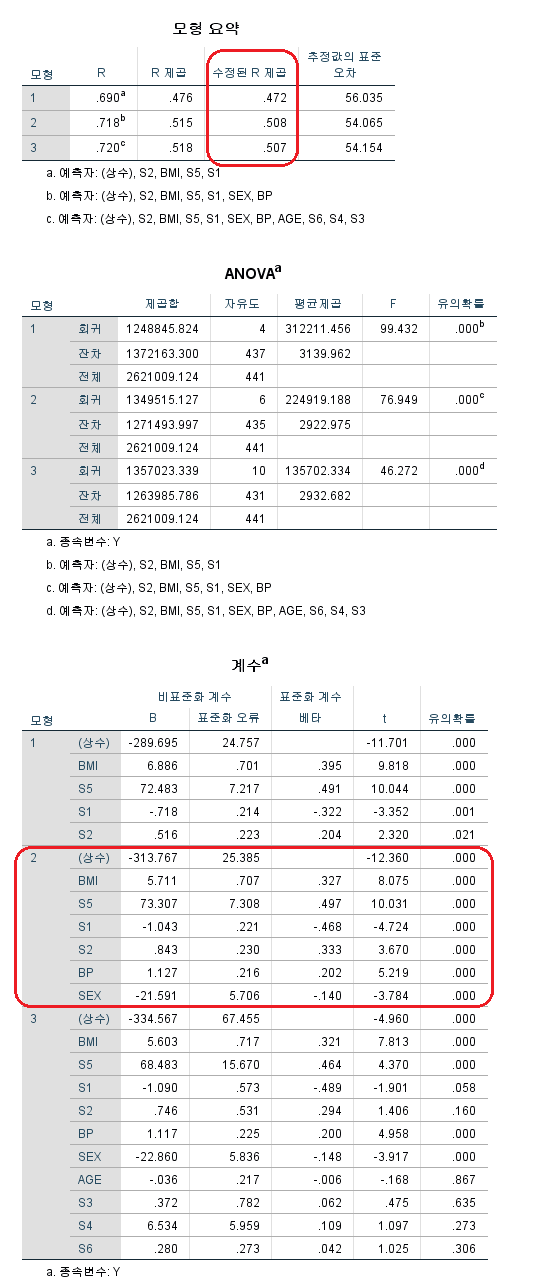 모형 요약
모형 R R 제곱 수정된 R 제곱 추정값의 표준 오차
1 .690a .476 .472 56.035
2 .718b .515 .508 54.065
3 .720c .518 .507 54.154
a. 예측자: (상수), S2, BMI, S5, S1
b. 예측자: (상수), S2, BMI, S5, S1, SEX, BP
c. 예측자: (상수), S2, BMI, S5, S1, SEX, BP, AGE, S6, S4, S3
ANOVAa
모형 제곱합 자유도 평균제곱 F 유의확률
1 회귀 1248845.824 4 312211.456 99.432 .000b
잔차 1372163.300 437 3139.962
전체 2621009.124 441
2 회귀 1349515.127 6 224919.188 76.949 .000c
잔차 1271493.997 435 2922.975
전체 2621009.124 441
3 회귀 1357023.339 10 135702.334 46.272 .000d
잔차 1263985.786 431 2932.682
전체 2621009.124 441
a. 종속변수: Y
b. 예측자: (상수), S2, BMI, S5, S1
c. 예측자: (상수), S2, BMI, S5, S1, SEX, BP
d. 예측자: (상수), S2, BMI, S5, S1, SEX, BP, AGE, S6, S4, S3
계수a
비표준화 계수 표준화 계수
모형 B 표준화 오류 베타 t 유의확률
1 (상수) -289.695 24.757 -11.701 .000
BMI 6.886 .701 .395 9.818 .000
S5 72.483 7.217 .491 10.044 .000
S1 -.718 .214 -.322 -3.352 .001
S2 .516 .223 .204 2.320 .021
2 (상수) -313.767 25.385 -12.360 .000
BMI 5.711 .707 .327 8.075 .000
S5 73.307 7.308 .497 10.031 .000
S1 -1.043 .221 -.468 -4.724 .000
S2 .843 .230 .333 3.670 .000
BP 1.127 .216 .202 5.219 .000
SEX -21.591 5.706 -.140 -3.784 .000
3 (상수) -334.567 67.455 -4.960 .000
BMI 5.603 .717 .321 7.813 .000
S5 68.483 15.670 .464 4.370 .000
S1 -1.090 .573 -.489 -1.901 .058
S2 .746 .531 .294 1.406 .160
BP 1.117 .225 .200 4.958 .000
SEX -22.860 5.836 -.148 -3.917 .000
AGE -.036 .217 -.006 -.168 .867
S3 .372 .782 .062 .475 .635
S4 6.534 5.959 .109 1.097 .273
S6 .280 .273 .042 1.025 .306
a. 종속변수: Y